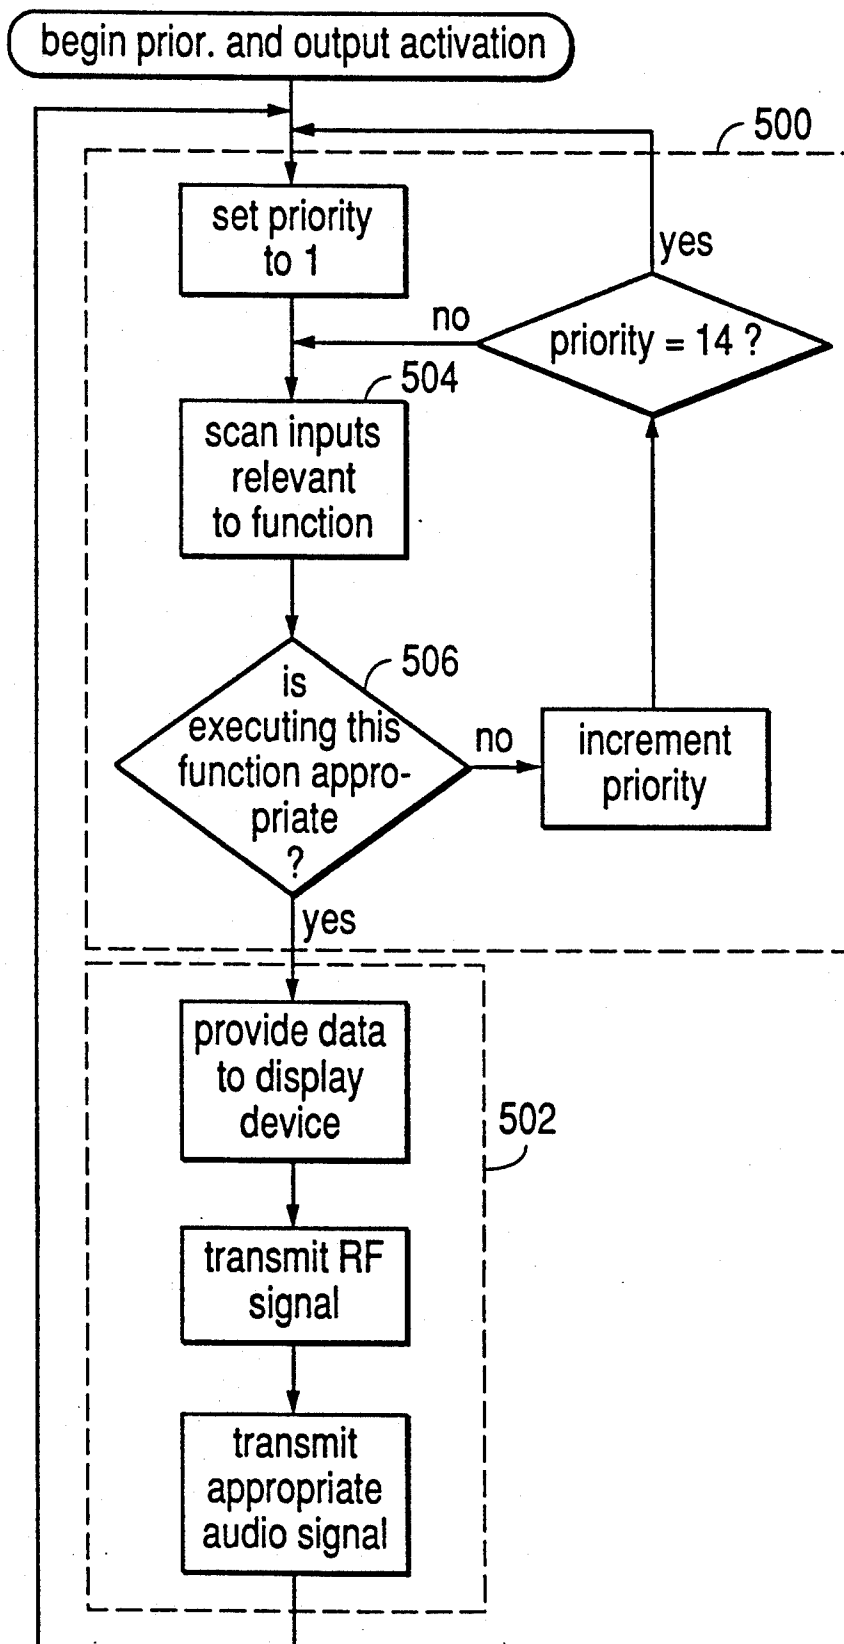 begin prior. and output activation
500
set priority
to 1
yes
no
priority = 14 ?
504
scan inputs
relevant
to function
506
is
executing this
function appro-
priate
?
no
increment
priority
yes
provide data
to display
device
502
transmit RF
signal
transmit
appropriate
audio signal